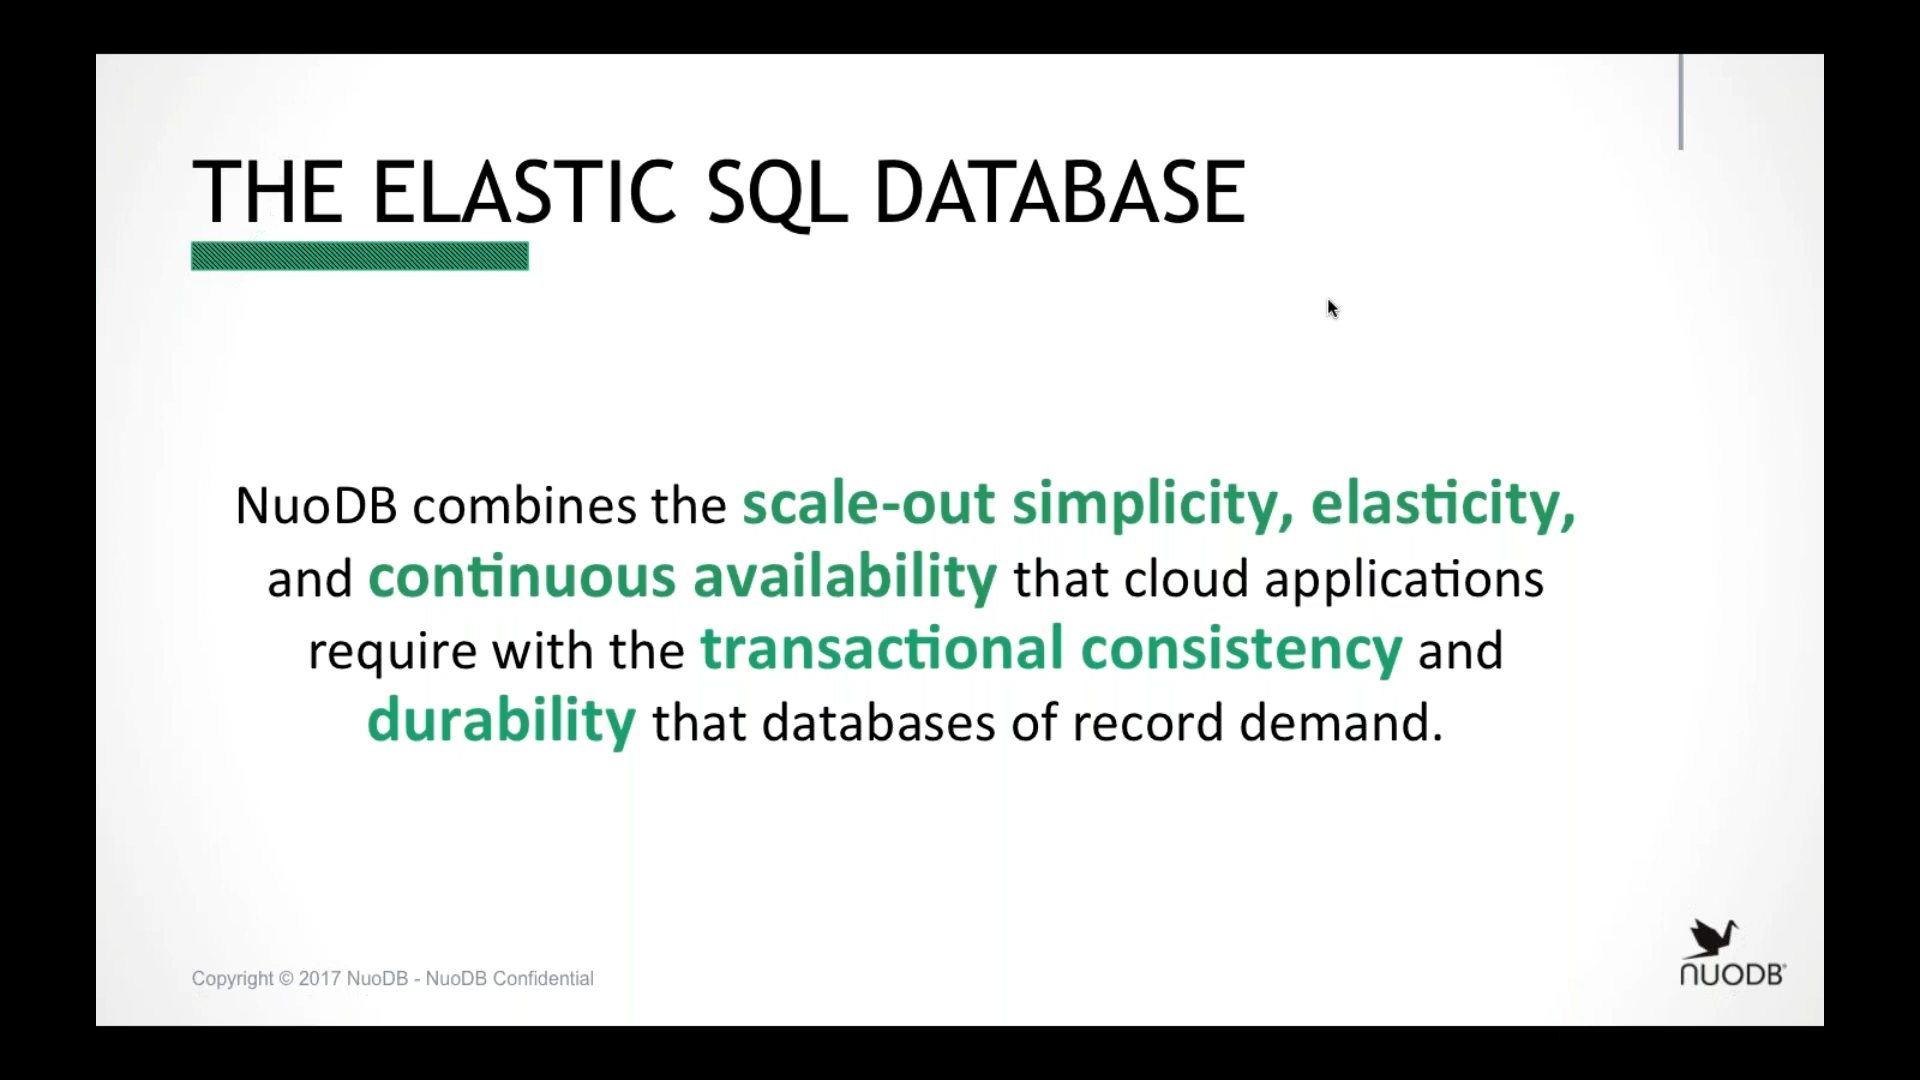 THE ELASTIC SQL DATABASE
NuoDB combines the scale-out simplicity, elasticity,
and continuous availability that cloud applications
require with the transactional consistency and
durability that databases of record demand.
Copyright © 2017 NuoDB - NuoDB Confidential
NUODB